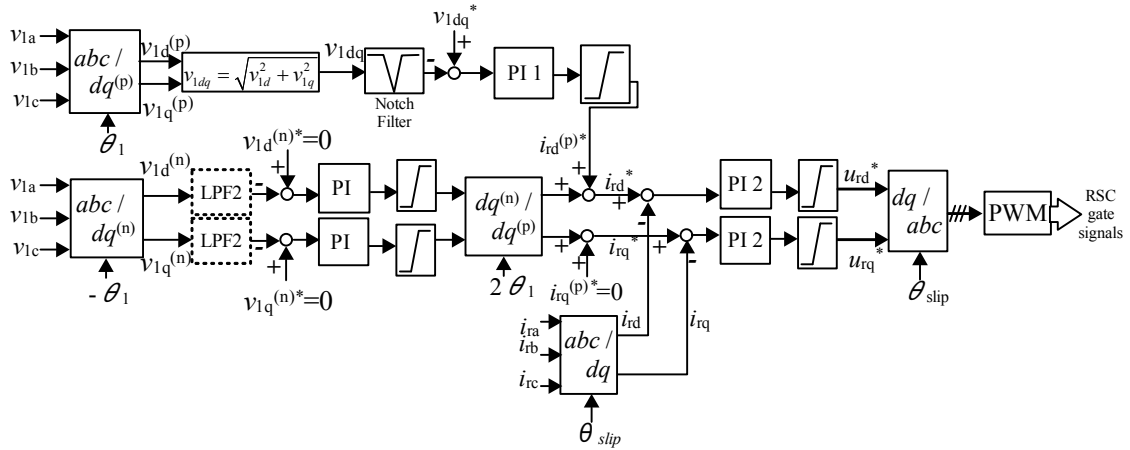 v1a
v1b
v1c
abc /
dq(p)
θ1
v1d(p)
v1q(p)
v1dq = √v1d2 + v1q2
v1dq
Notch
Filter
v1dq*
+
-
PI 1
ird(p)*
v1a
v1b
v1c
abc /
dq(n)
- θ1
v1d(n)
v1q(n)
LPF2
LPF2
v1d(n)*=0
+
-
-
+
v1q(n)*=0
PI
PI
dq(n) /
dq(p)
2 θ1
+
+
+
+
irq(p)*=0
ird*
+
-
irq*
+
-
ira
irb
irc
abc /
dq
θslip
ird
irq
PI 2
PI 2
urd*
urq*
dq /
abc
θslip
PWM
RSC
gate
signals